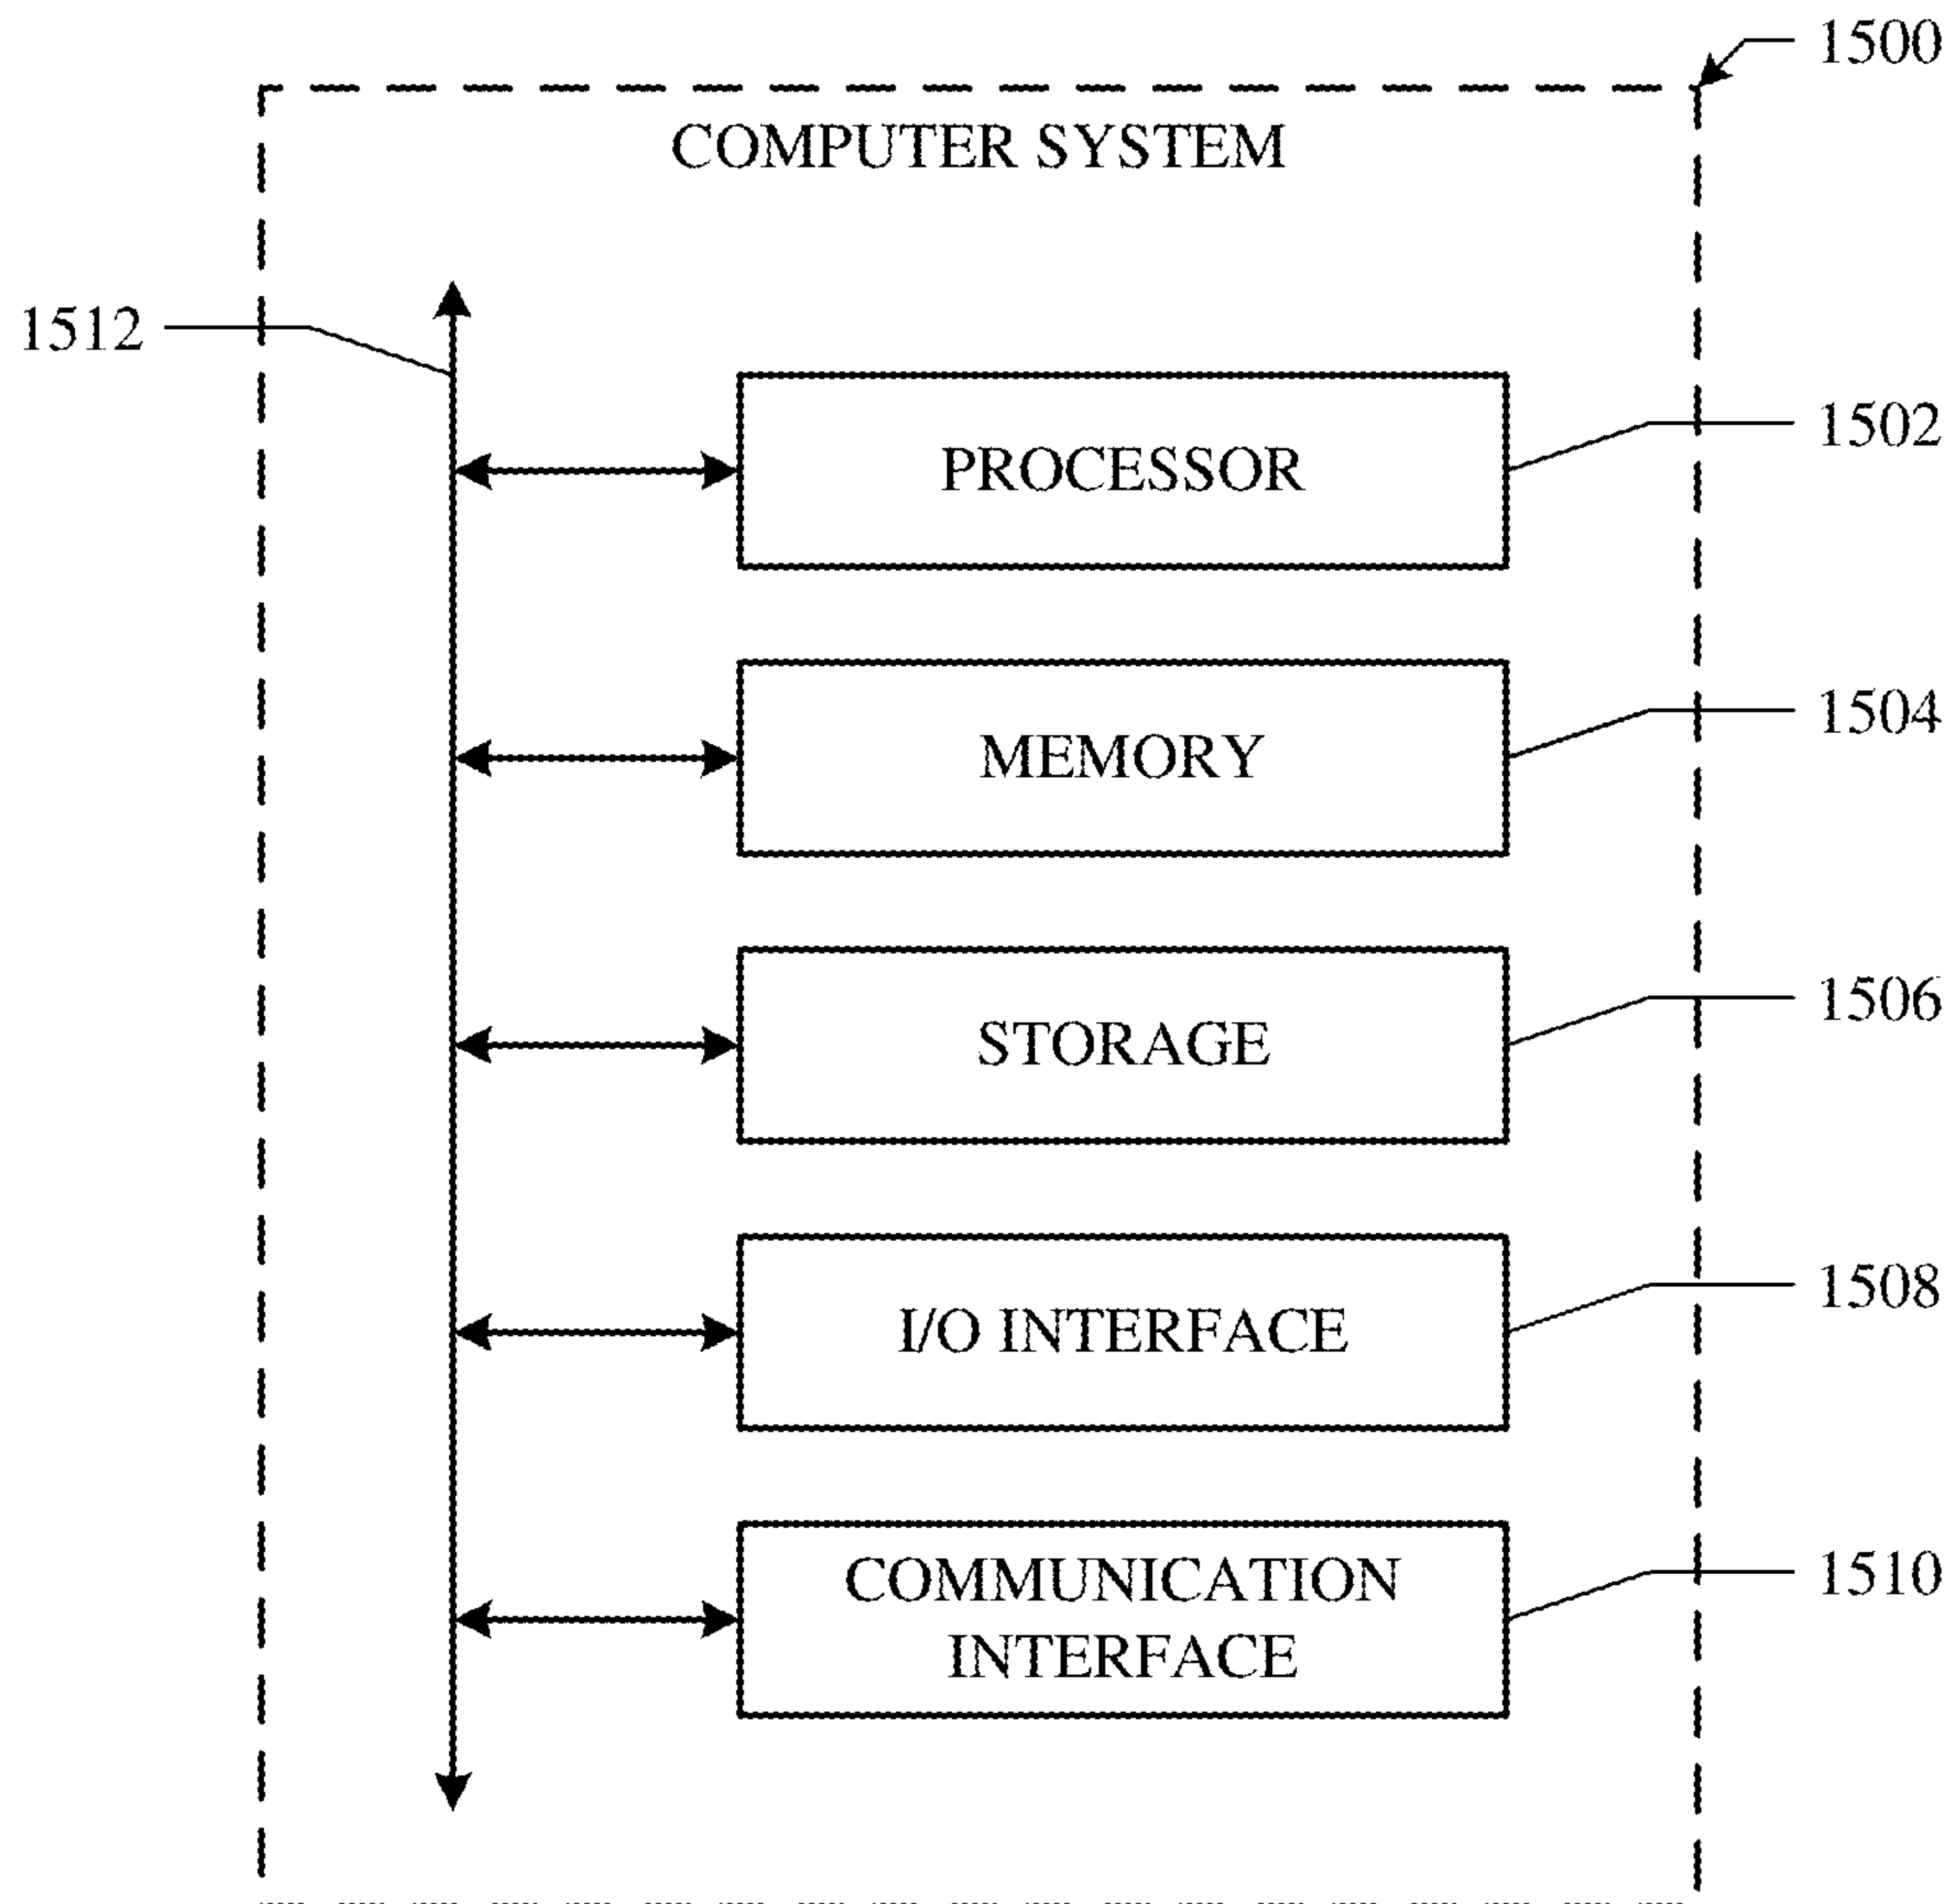 1500
COMPUTER SYSTEM
1512
PROCESSOR
1502
MEMORY
1504
STORAGE
1506
I/O INTERFACE
1508
COMMUNICATION
INTERFACE
1510